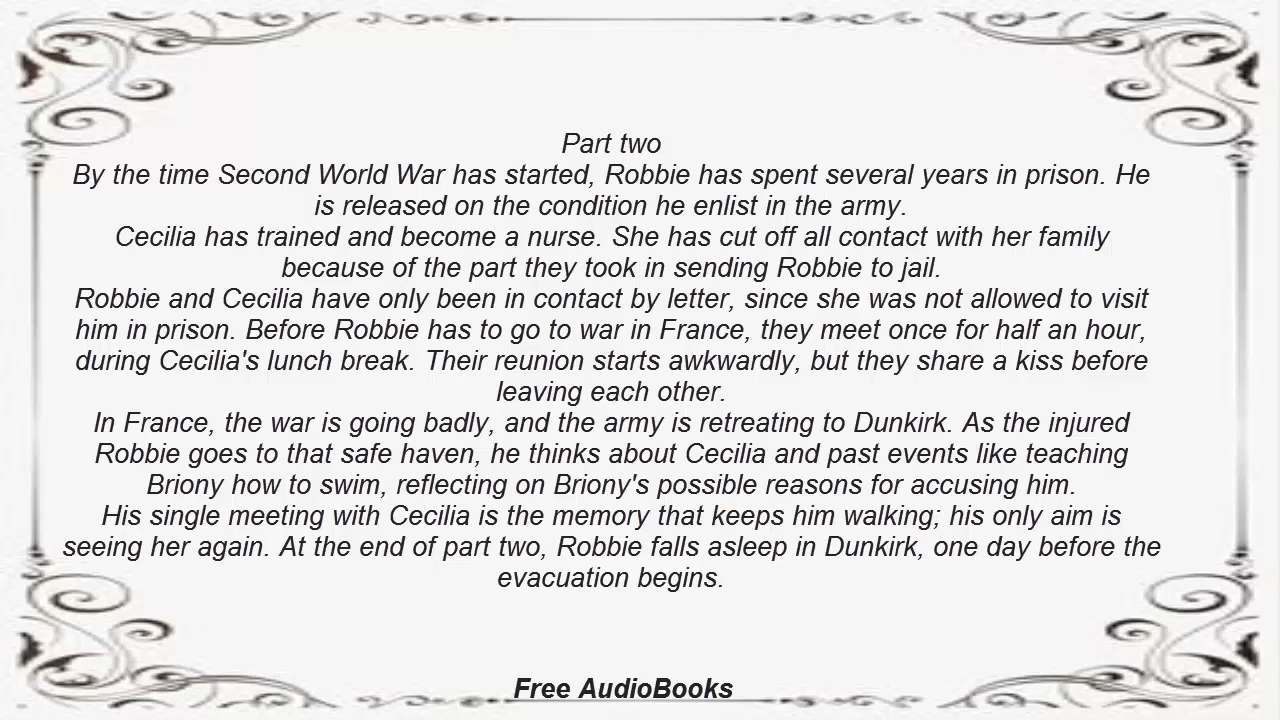 Part two
By the time Second World War has started, Robbie has spent several years in prison. He
is released on the condition he enlist in the army.
Cecilia has trained and become a nurse. She has cut off all contact with her family
because of the part they took in sending Robbie to jail.
Robbie and Cecilia have only been in contact by letter, since she was not allowed to visit
him in prison. Before Robbie has to go to war in France, they meet once for half an hour,
during Cecilia's lunch break. Their reunion starts awkwardly, but they share a kiss before
leaving each other.
In France, the war is going badly, and the army is retreating to Dunkirk. As the injured
Robbie goes to that safe haven, he thinks about Cecilia and past events like teaching
Briony how to swim, reflecting on Briony's possible reasons for accusing him.
His single meeting with Cecilia is the memory that keeps him walking; his only aim is
seeing her again. At the end of part two, Robbie falls asleep in Dunkirk, one day before the
evacuation begins.
Free AudioBooks